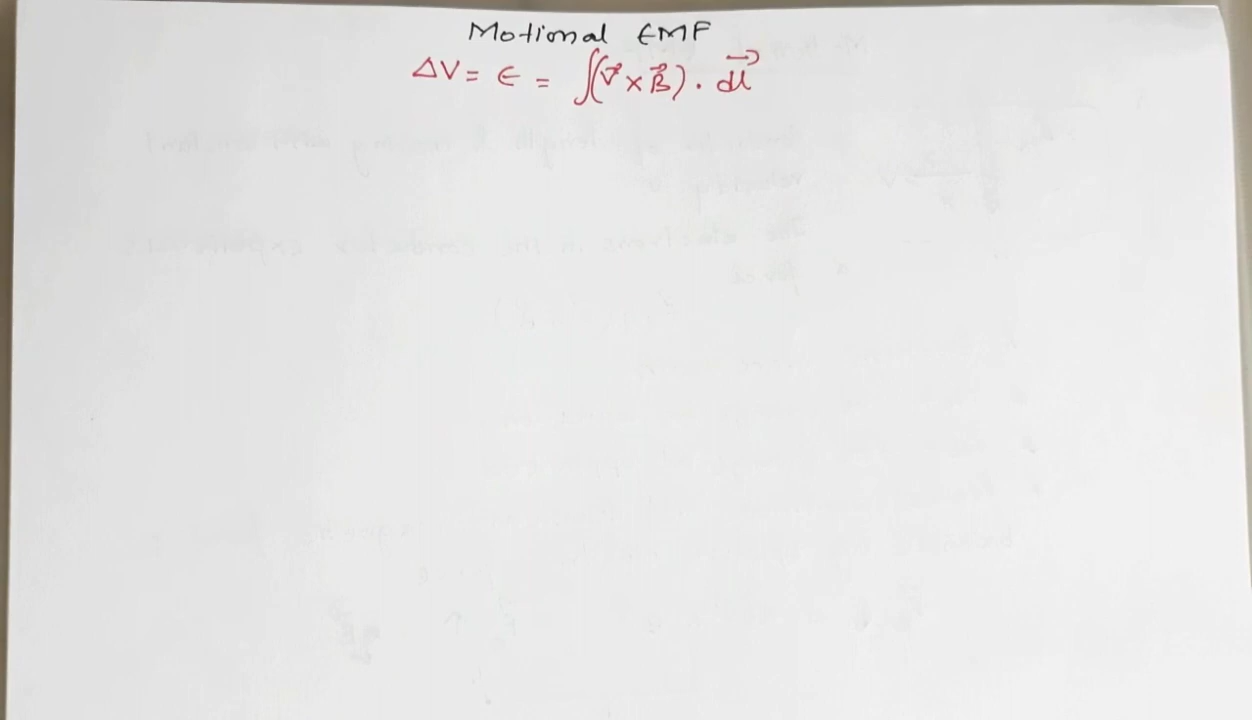 Motional EMF
ΔV = ε = ∫(v⃗ × B⃗) · dl⃗